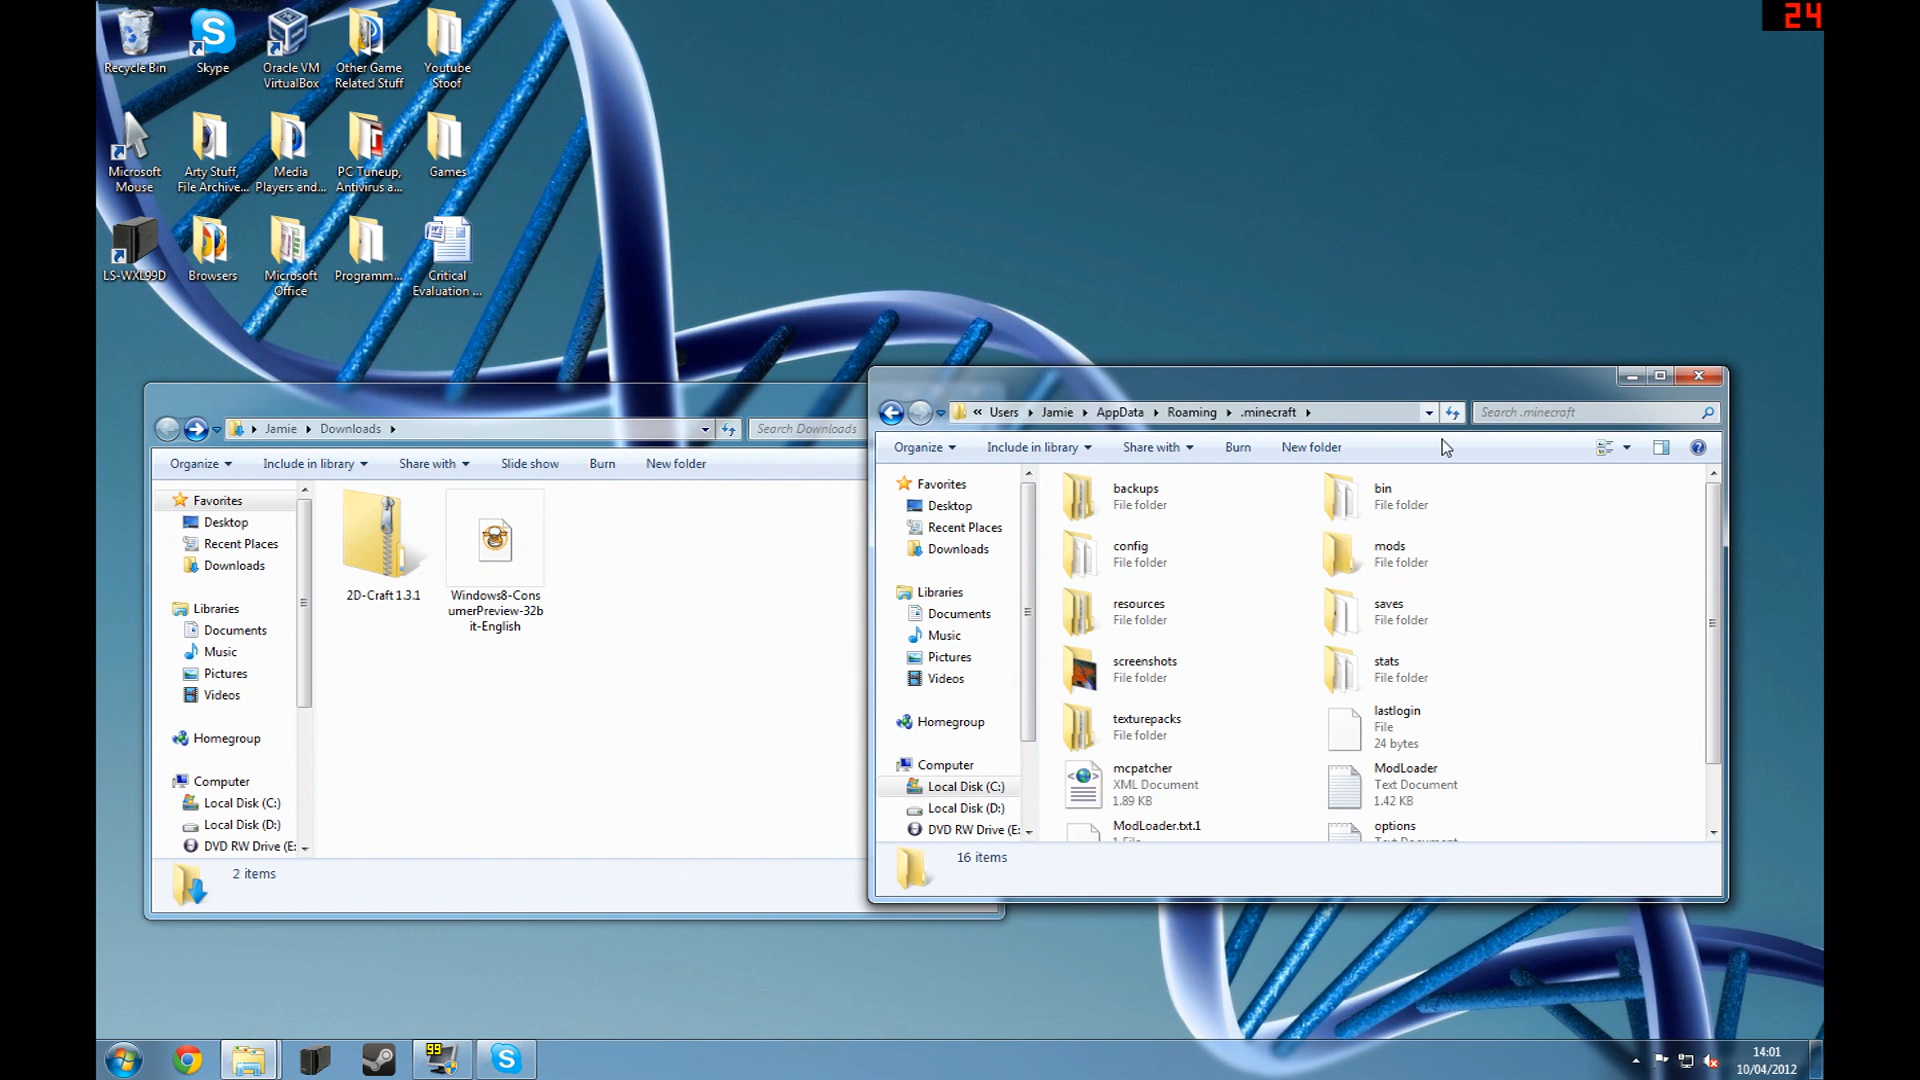 24
Recycle Bin
Skype
Oracle VM
VirtualBox
Other Game
Related Stuff
Youtube
Stoof
Microsoft
Mouse
Arty Stuff,
File Archive...
Media
Players and...
PC Tuneup,
Antivirus a...
Games
LS-WXL99D
Browsers
Microsoft
Office
Programm...
Critical
Evaluation ...
Jamie
Downloads
Search Downloads
Organize
Include in library
Share with
Slide show
Burn
New folder
Favorites
Desktop
Recent Places
Downloads
Libraries
Documents
Music
Pictures
Videos
Homegroup
Computer
Local Disk (C:)
Local Disk (D:)
DVD RW Drive (E:
2D-Craft 1.3.1
Windows8-Cons
umerPreview-32b
it-English
2 items
« Users
Jamie
AppData
Roaming
.minecraft
Search .minecraft
Organize
Include in library
Share with
Burn
New folder
Favorites
Desktop
Recent Places
Downloads
Libraries
Documents
Music
Pictures
Videos
Homegroup
Computer
Local Disk (C:)
Local Disk (D:)
DVD RW Drive (E:
backups
File folder
bin
File folder
config
File folder
mods
File folder
resources
File folder
saves
File folder
screenshots
File folder
stats
File folder
texturepacks
File folder
lastlogin
File
24 bytes
mcpatcher
XML Document
1.89 KB
ModLoader
Text Document
1.42 KB
ModLoader.txt.1
1 File
options
Text Document
16 items
99
14:01
10/04/2012